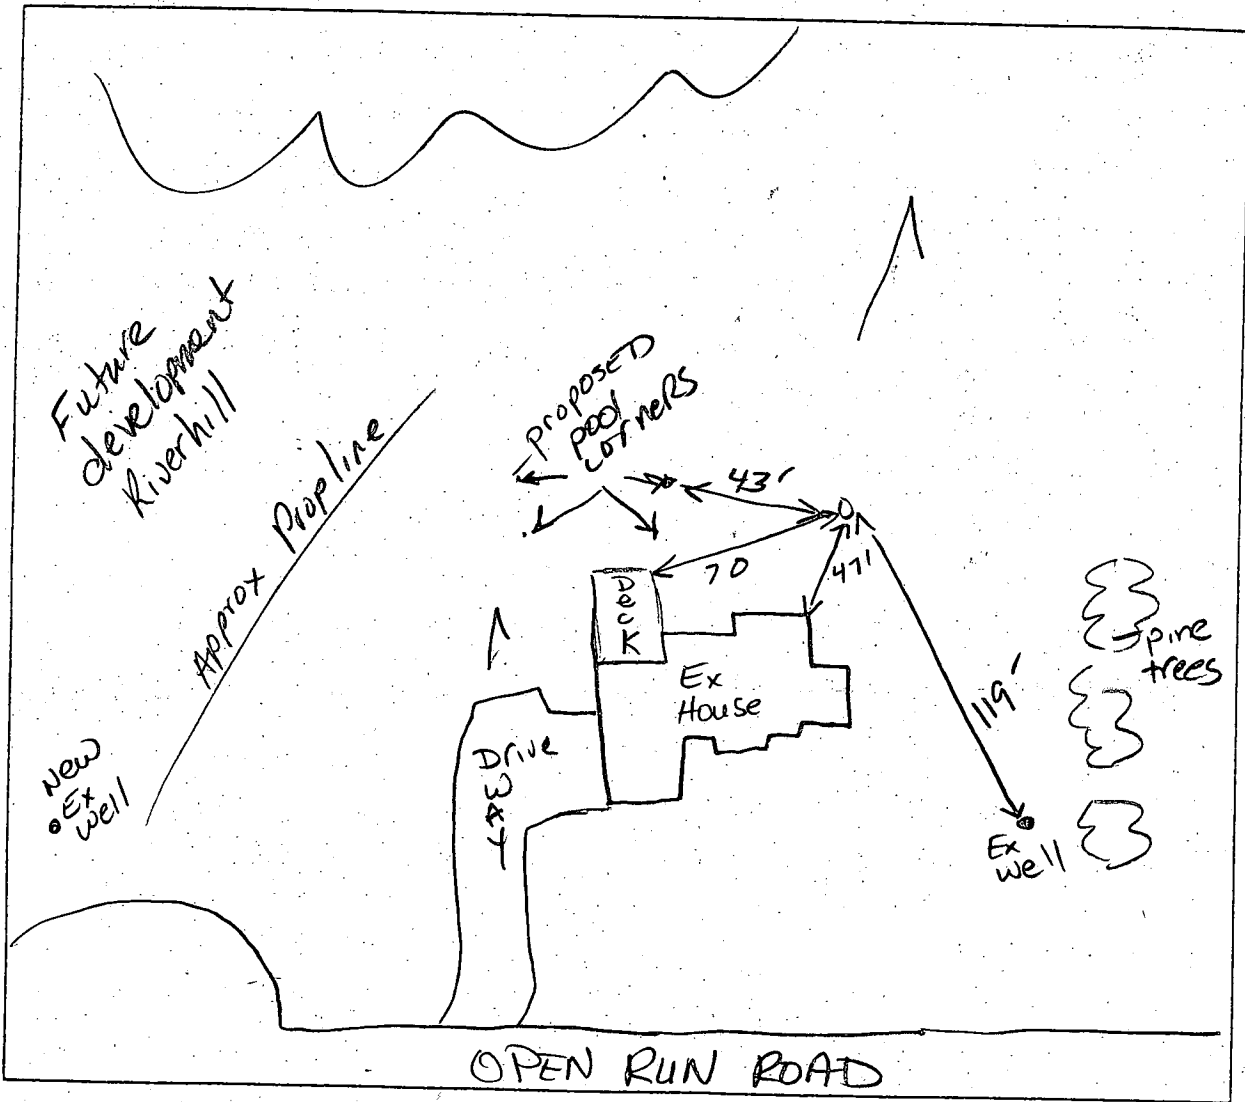 Future
development
Riverhill
Approx Propline
proposed
pool
corners
43'
70
47'
119'
Deck
Ex
House
Drive
way
pine
trees
New
Ex
well
Ex
well
OPEN RUN ROAD